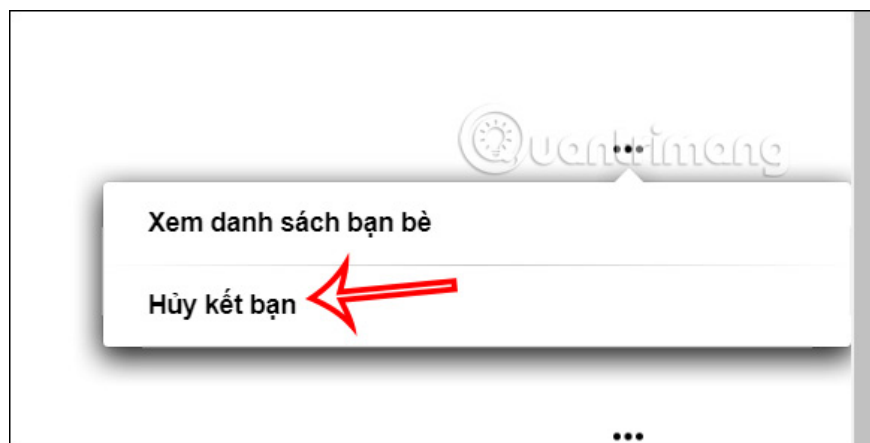 Quantrimang
Xem danh sách bạn bè
Hủy kết bạn